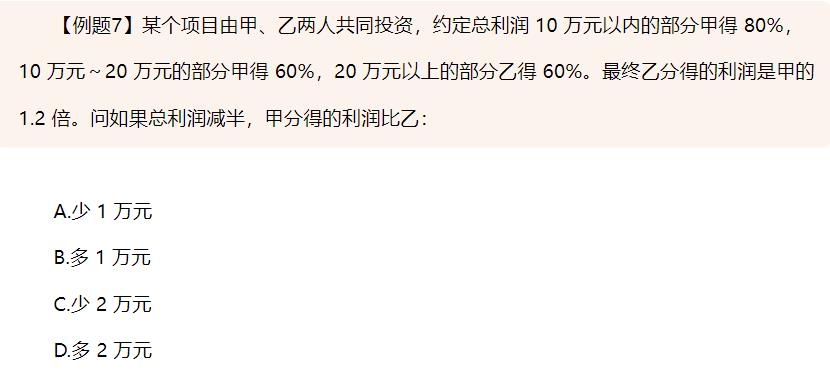 【例题7】某个项目由甲、乙两人共同投资，约定总利润 10 万元以内的部分甲得 80%，
10 万元～20 万元的部分甲得 60%，20 万元以上的部分乙得 60%。最终乙分得的利润是甲的
1.2 倍。问如果总利润减半，甲分得的利润比乙：
A.少 1 万元
B.多 1 万元
C.少 2 万元
D.多 2 万元